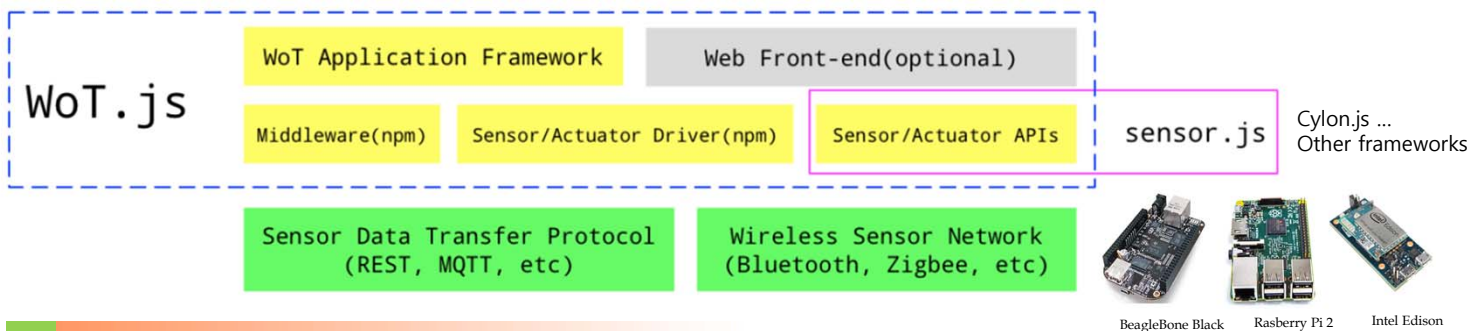 WoT.js
WoT Application Framework
Web Front-end(optional)
Middleware(npm)
Sensor/Actuator Driver(npm)
Sensor/Actuator APIs
sensor.js
Cylon.js ...
Other frameworks
Sensor Data Transfer Protocol
(REST, MQTT, etc)
Wireless Sensor Network
(Bluetooth, Zigbee, etc)
BeagleBone Black
Rasberry Pi 2
Intel Edison